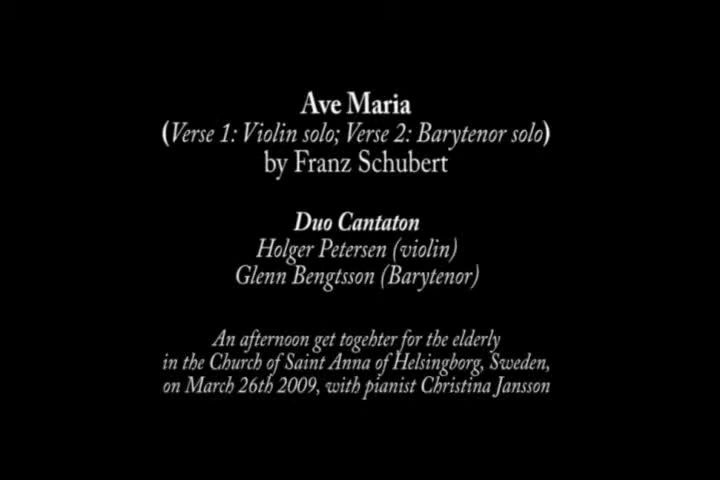 Ave Maria
(Verse 1: Violin solo; Verse 2: Barytenor solo)
by Franz Schubert
Duo Cantaton
Holger Petersen (violin)
Glenn Bengtsson (Barytenor)
An afternoon get togehter for the elderly
in the Church of Saint Anna of Helsingborg, Sweden,
on March 26th 2009, with pianist Christina Jansson